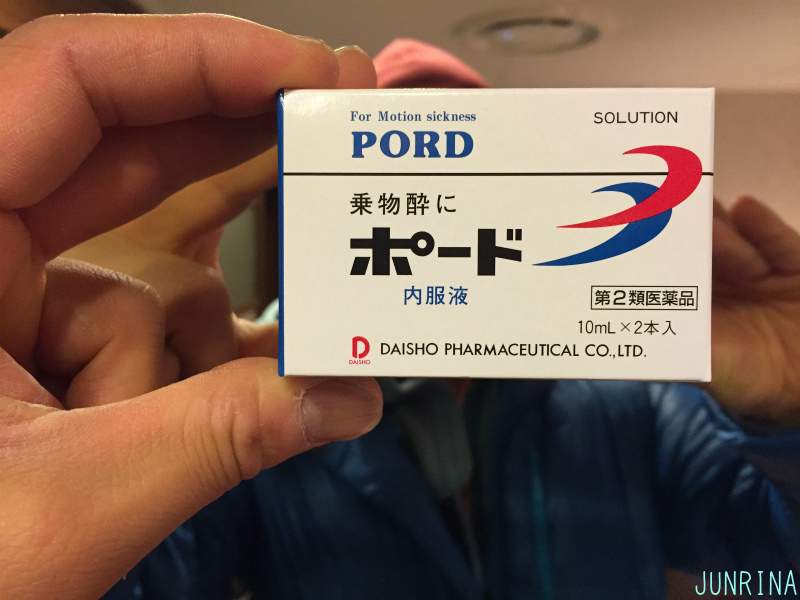 For Motion sickness
SOLUTION
PORD
乗物酔に
ポード
内服液
第2類医薬品
10mL×2本入
DAISHO
DAISHO PHARMACEUTICAL CO.,LTD.
JUNRINA